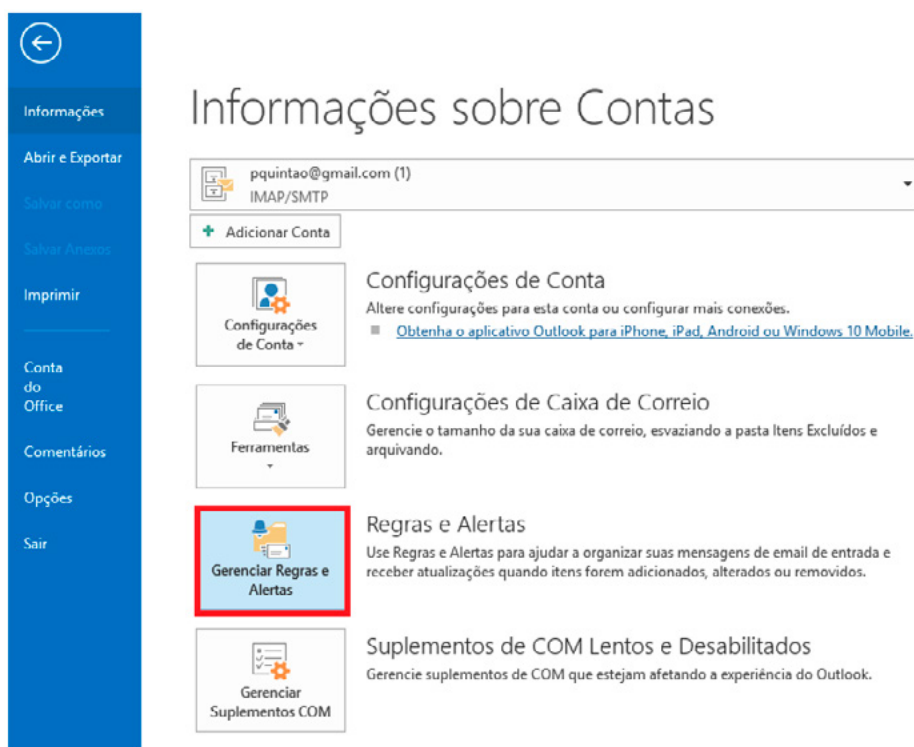 Informações
Abrir e Exportar
Salvar como
Salvar Anexos
Imprimir
Conta
do
Office
Comentários
Opções
Sair
Informações sobre Contas
pquintao@gmail.com (1)
IMAP/SMTP
Adicionar Conta
Configurações
de Conta
Configurações de Conta
Altere configurações para esta conta ou configurar mais conexões.
Obtenha o aplicativo Outlook para iPhone, iPad, Android ou Windows 10 Mobile.
Ferramentas
Configurações de Caixa de Correio
Gerencie o tamanho da sua caixa de correio, esvaziando a pasta Itens Excluídos e
arquivando.
Gerenciar Regras e
Alertas
Regras e Alertas
Use Regras e Alertas para ajudar a organizar suas mensagens de email de entrada e
receber atualizações quando itens forem adicionados, alterados ou removidos.
Gerenciar
Suplementos COM
Suplementos de COM Lentos e Desabilitados
Gerencie suplementos de COM que estejam afetando a experiência do Outlook.